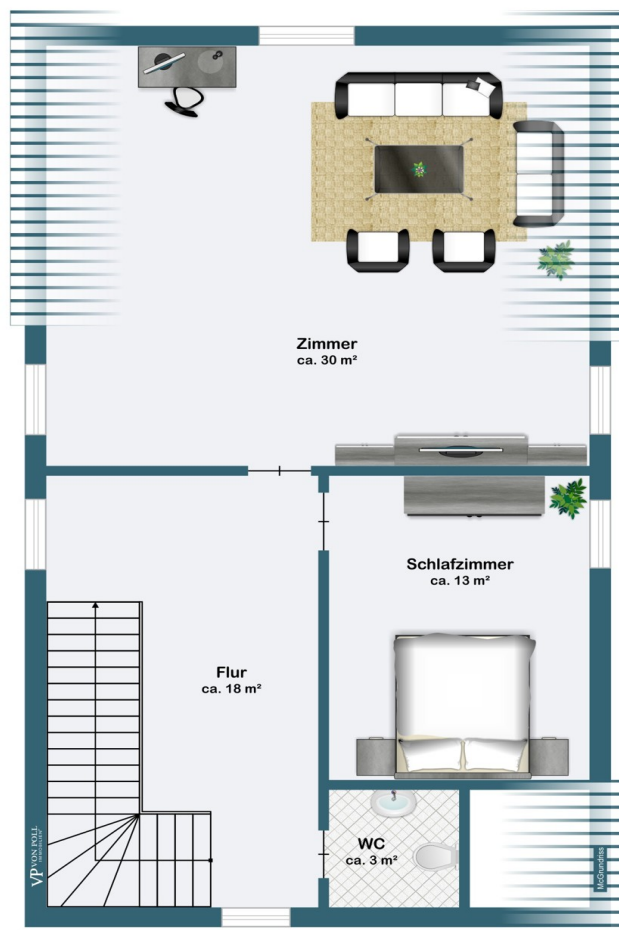 Zimmer
ca. 30 m²
Schlafzimmer
ca. 13 m²
Flur
ca. 18 m²
WC
ca. 3 m²
VP VON POLL
IMMOBILIEN
McGrundriss